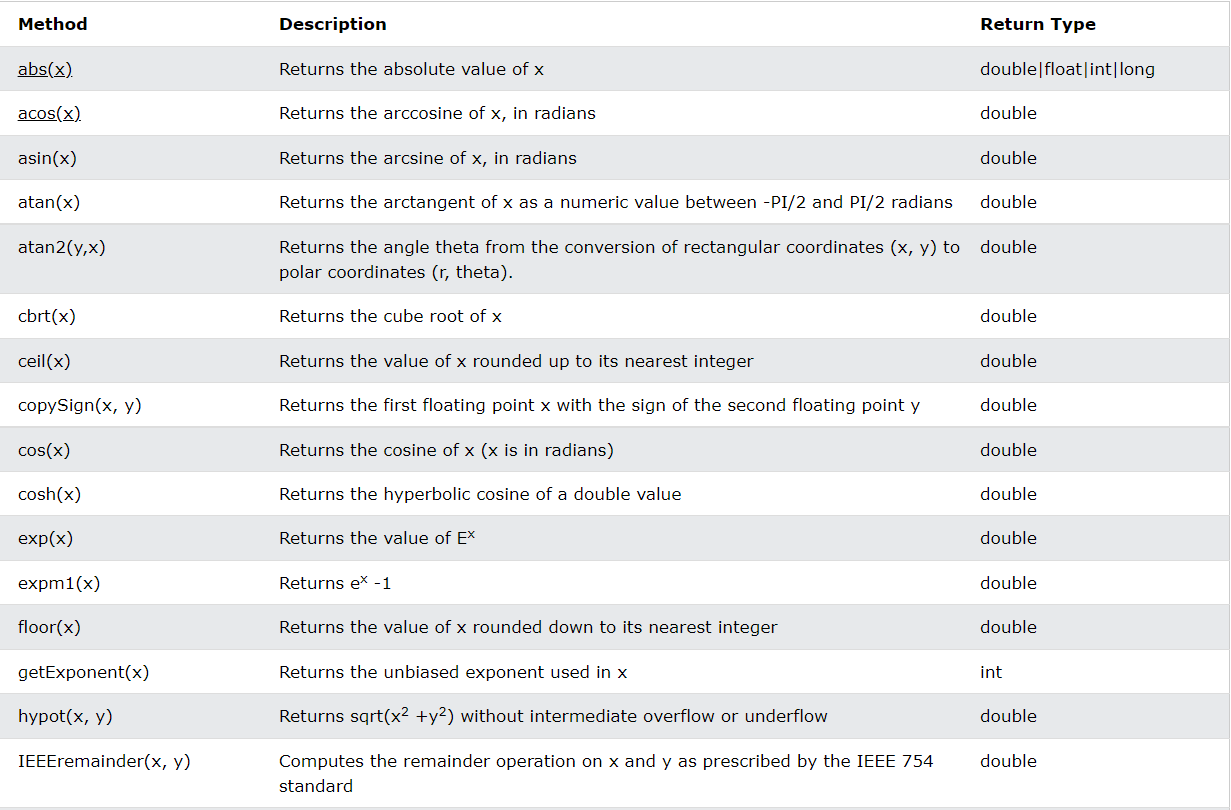 Method Description Return Type
abs(x) Returns the absolute value of x double|float|int|long
acos(x) Returns the arccosine of x, in radians double
asin(x) Returns the arcsine of x, in radians double
atan(x) Returns the arctangent of x as a numeric value between -PI/2 and PI/2 radians double
atan2(y,x) Returns the angle theta from the conversion of rectangular coordinates (x, y) to double
polar coordinates (r, theta).
cbrt(x) Returns the cube root of x double
ceil(x) Returns the value of x rounded up to its nearest integer double
copySign(x, y) Returns the first floating point x with the sign of the second floating point y double
cos(x) Returns the cosine of x (x is in radians) double
cosh(x) Returns the hyperbolic cosine of a double value double
exp(x) Returns the value of Eˣ double
expm1(x) Returns eˣ -1 double
floor(x) Returns the value of x rounded down to its nearest integer double
getExponent(x) Returns the unbiased exponent used in x int
hypot(x, y) Returns sqrt(x² +y²) without intermediate overflow or underflow double
IEEEremainder(x, y) Computes the remainder operation on x and y as prescribed by the IEEE 754 double
standard